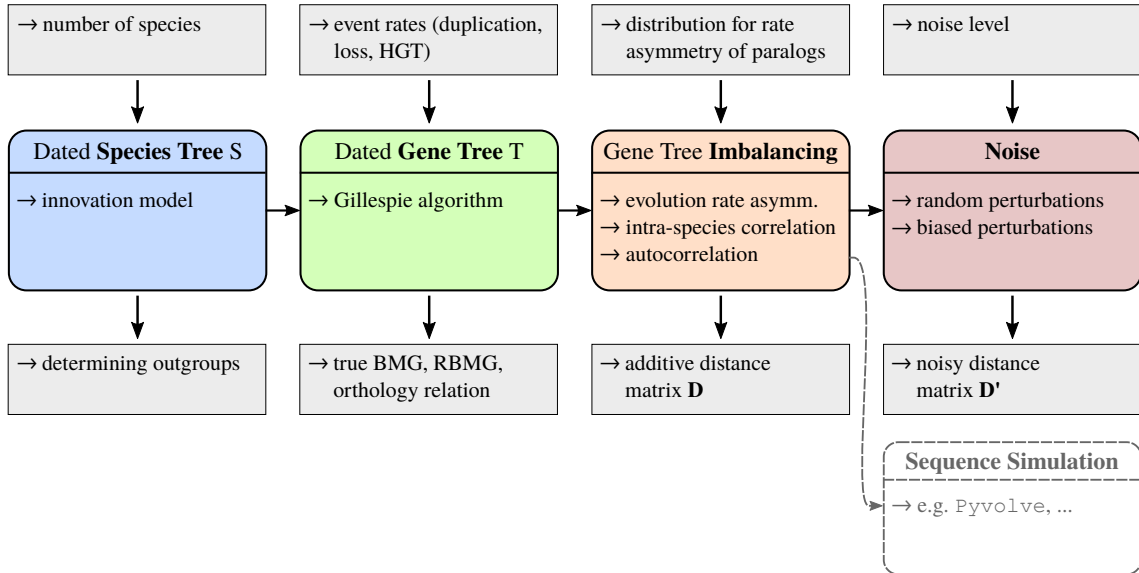 → number of species
→ event rates (duplication,
loss, HGT)
→ distribution for rate
asymmetry of paralogs
→ noise level
Dated Species Tree S
→ innovation model
Dated Gene Tree T
→ Gillespie algorithm
Gene Tree Imbalancing
→ evolution rate asymm.
→ intra-species correlation
→ autocorrelation
Noise
→ random perturbations
→ biased perturbations
→ determining outgroups
→ true BMG, RBMG,
orthology relation
→ additive distance
matrix D
→ noisy distance
matrix D'
Sequence Simulation
→ e.g. Pyvolve, ...